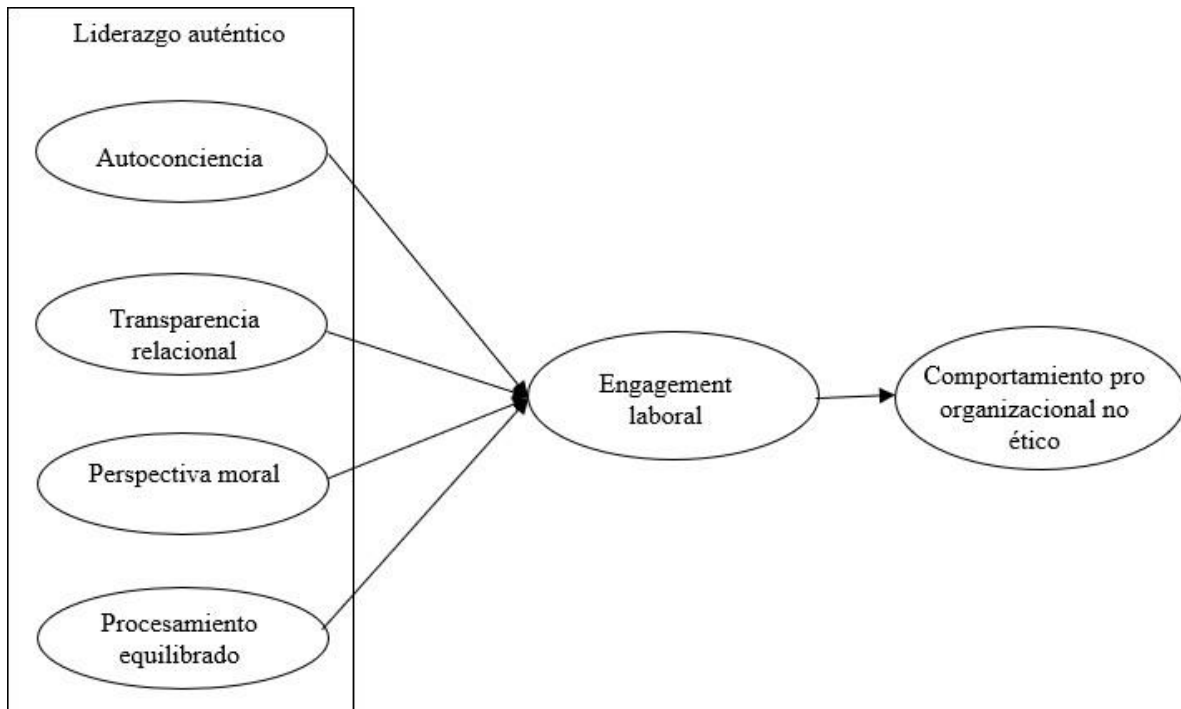 Liderazgo auténtico
Autoconciencia
Transparencia
relacional
Perspectiva moral
Procesamiento
equilibrado
Engagement
laboral
Comportamiento pro
organizacional no
ético